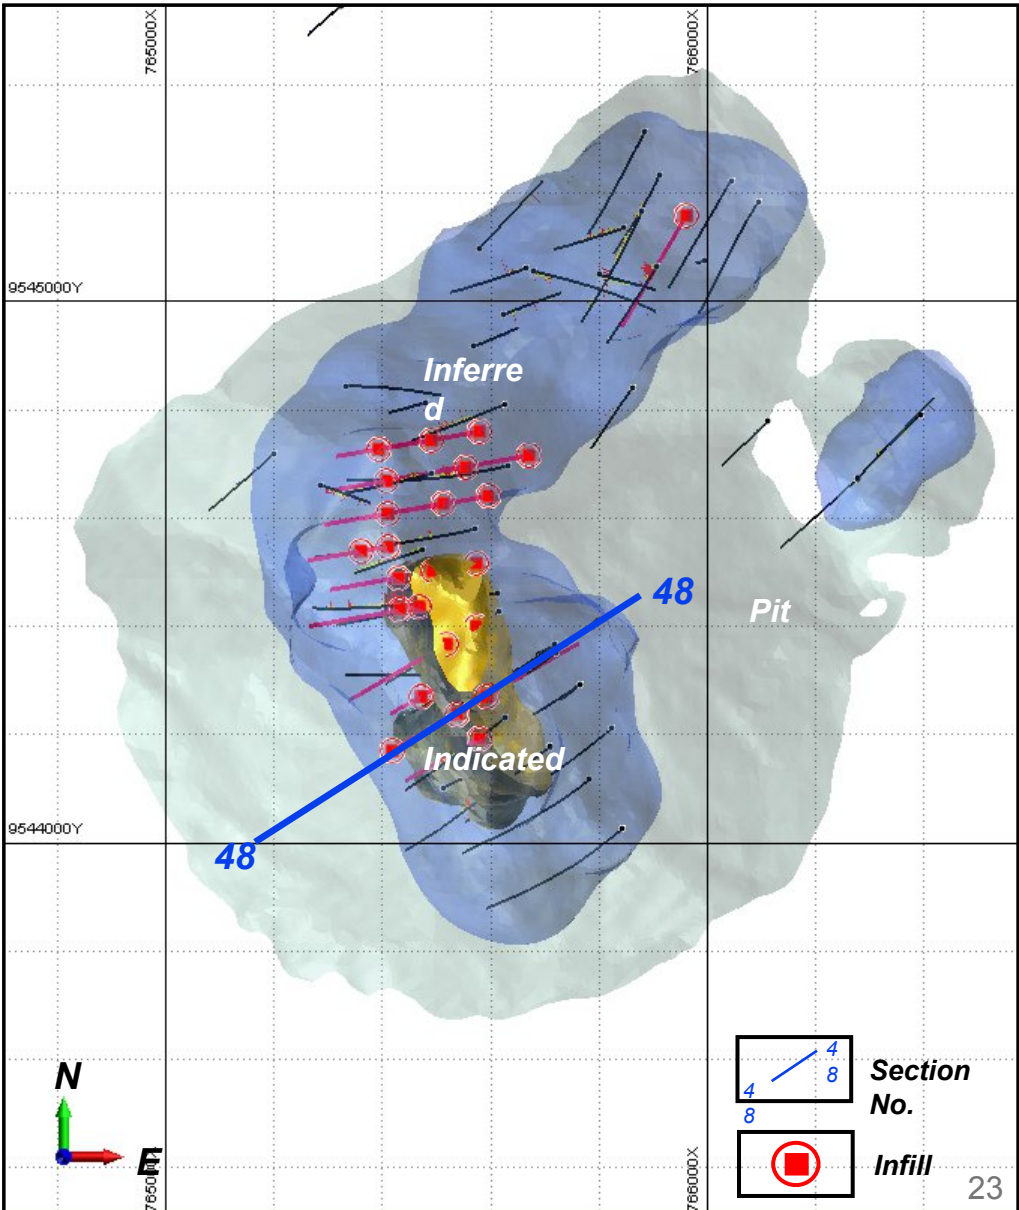 765000X
766000X
9545000Y
Inferre
d
48
Pit
Indicated
9544000Y
48
N
E
4
8
4
8
Section
No.
Infill
765000X
766000X
23